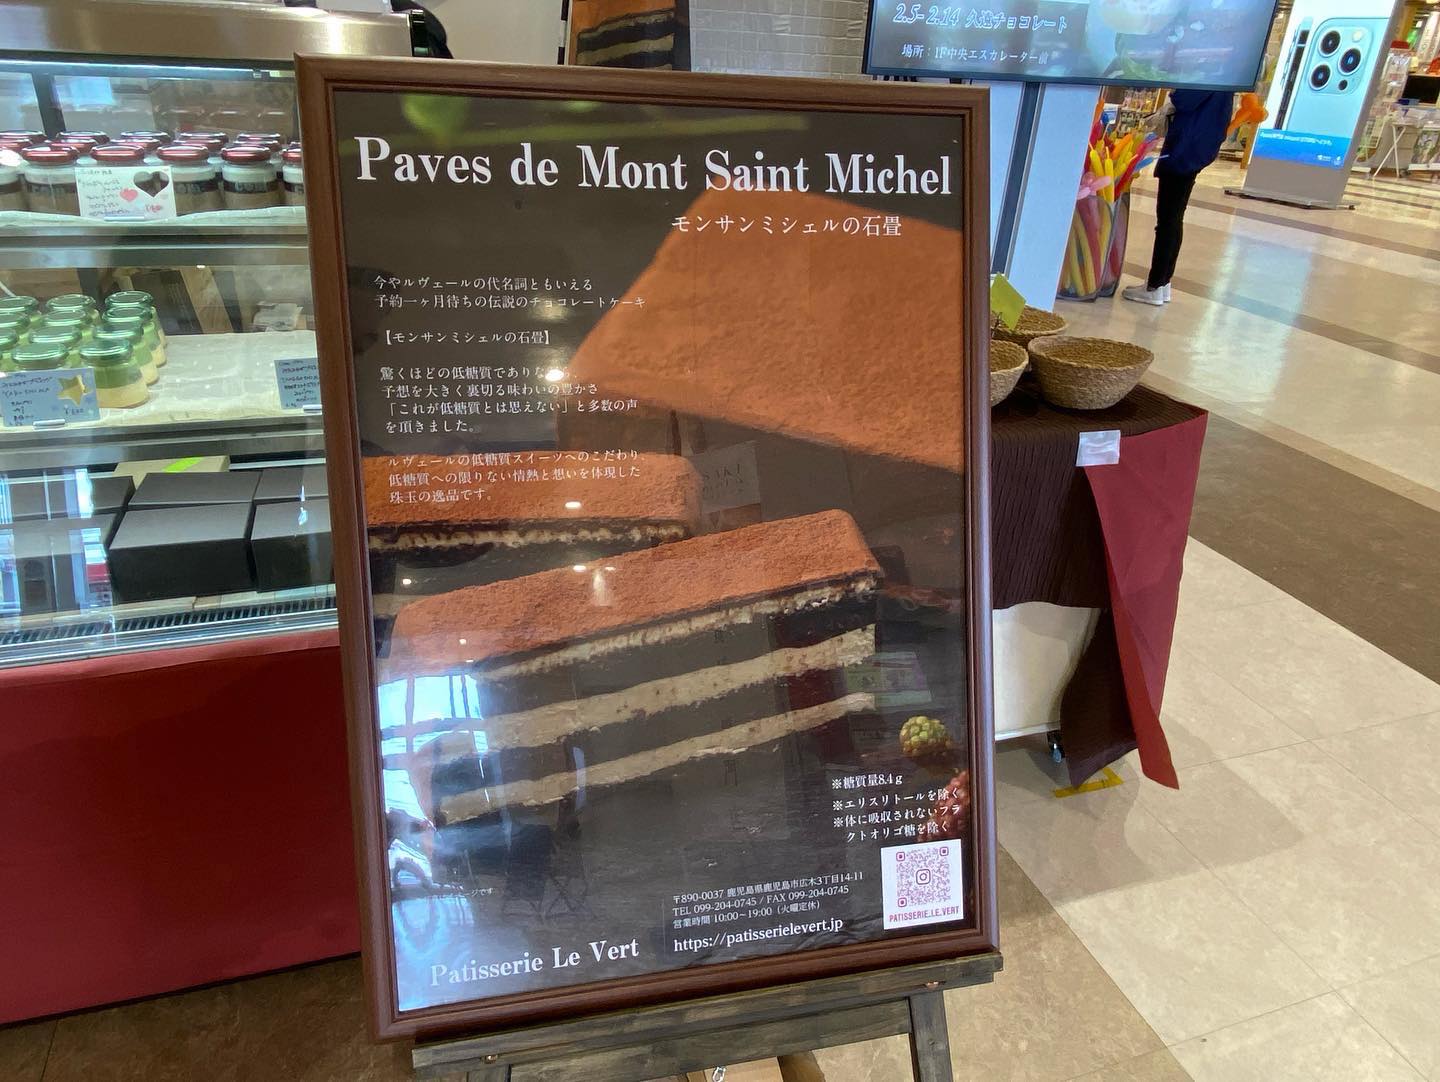 2.5-2.14 久遠チョコレート
場所：1F中央エスカレーター前
Paves de Mont Saint Michel
モンサンミシェルの石畳
今やルヴェールの代名詞ともいえる
予約一ヶ月待ちの伝説のチョコレートケーキ
【モンサンミシェルの石畳】
驚くほどの低糖質でありながら、
予想を大きく裏切る味わいの豊かさ
「これが低糖質とは思えない」と多数の声
を頂きました。
ルヴェールの低糖質スイーツへのこだわり、
低糖質への限りない情熱と想いを体現した
珠玉の逸品です。
※糖質量8.4g
※エリスリトールを除く
※体に吸収されないフラ
クトオリゴ糖を除く
〒890-0037 鹿児島県鹿児島市広木3丁目14-11
TEL 099-204-0745 / FAX 099-204-0745
営業時間 10:00～19:00（火曜定休）
https://patisserielevert.jp
PATISSERIE.LE.VERT
Patisserie Le Vert